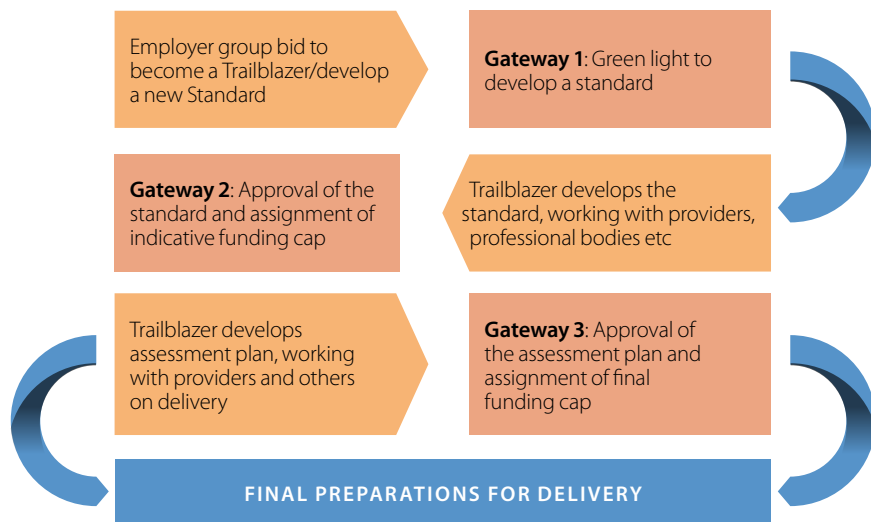 Employer group bid to
become a Trailblazer/develop
a new Standard
Gateway 1: Green light to
develop a standard
Trailblazer develops the
standard, working with providers,
professional bodies etc
Gateway 2: Approval of the
standard and assignment of
indicative funding cap
Trailblazer develops
assessment plan, working
with providers and others
on delivery
Gateway 3: Approval of
the assessment plan and
assignment of final
funding cap
FINAL PREPARATIONS FOR DELIVERY